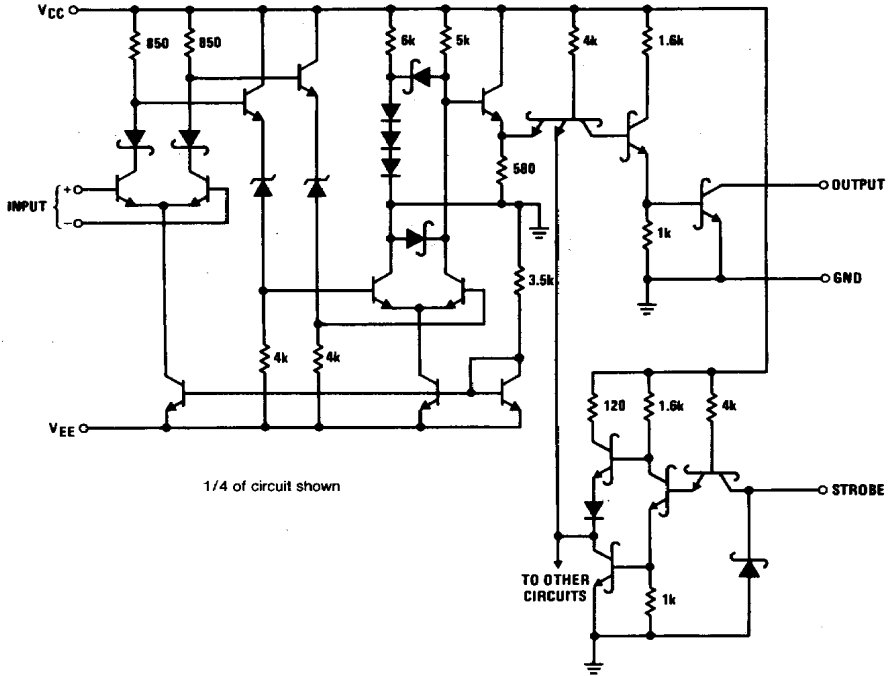 VCC
850
850
6k
5k
4k
1.6k
580
INPUT
+
−
OUTPUT
1k
GND
3.5k
4k
4k
120
1.6k
4k
VEE
1/4 of circuit shown
STROBE
TO OTHER
CIRCUITS
1k